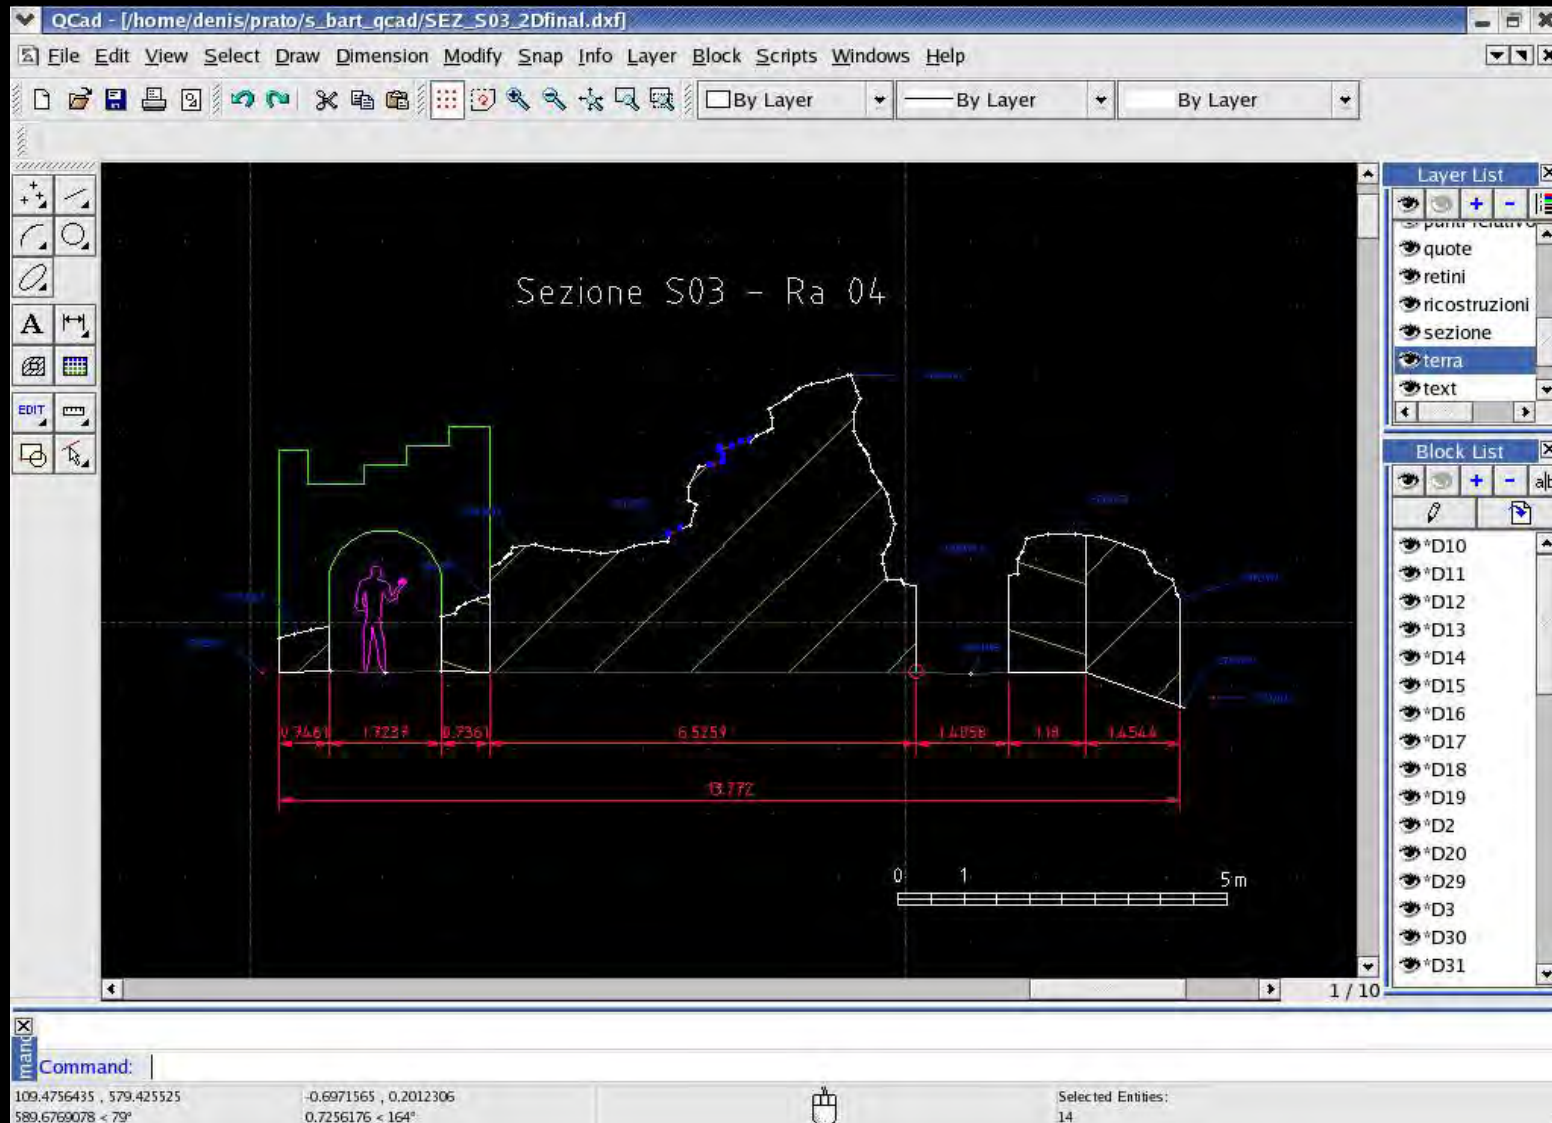 QCad - [/home/denis/prato/s_bart_qcad/SEZ_S03_2Dfinal.dxf]
File Edit View Select Draw Dimension Modify Snap Info Layer Block Scripts Windows Help
By Layer By Layer By Layer
Layer List
quote
retini
ricostruzioni
sezione
terra
text
Block List
a|b
*D10
*D11
*D12
*D13
*D14
*D15
*D16
*D17
*D18
*D19
*D2
*D20
*D29
*D3
*D30
*D31
A
EDIT
Sezione S03 - Ra 04
0.7461 1.7239 0.7361 6.5259 1.4058 1.18 1.4544
13.772
0 1 5 m
1 / 10
Command:
109.4756435 , 579.425525
589.6769078 < 79°
-0.6971565 , 0.2012306
0.7256176 < 164°
Selected Entities:
14